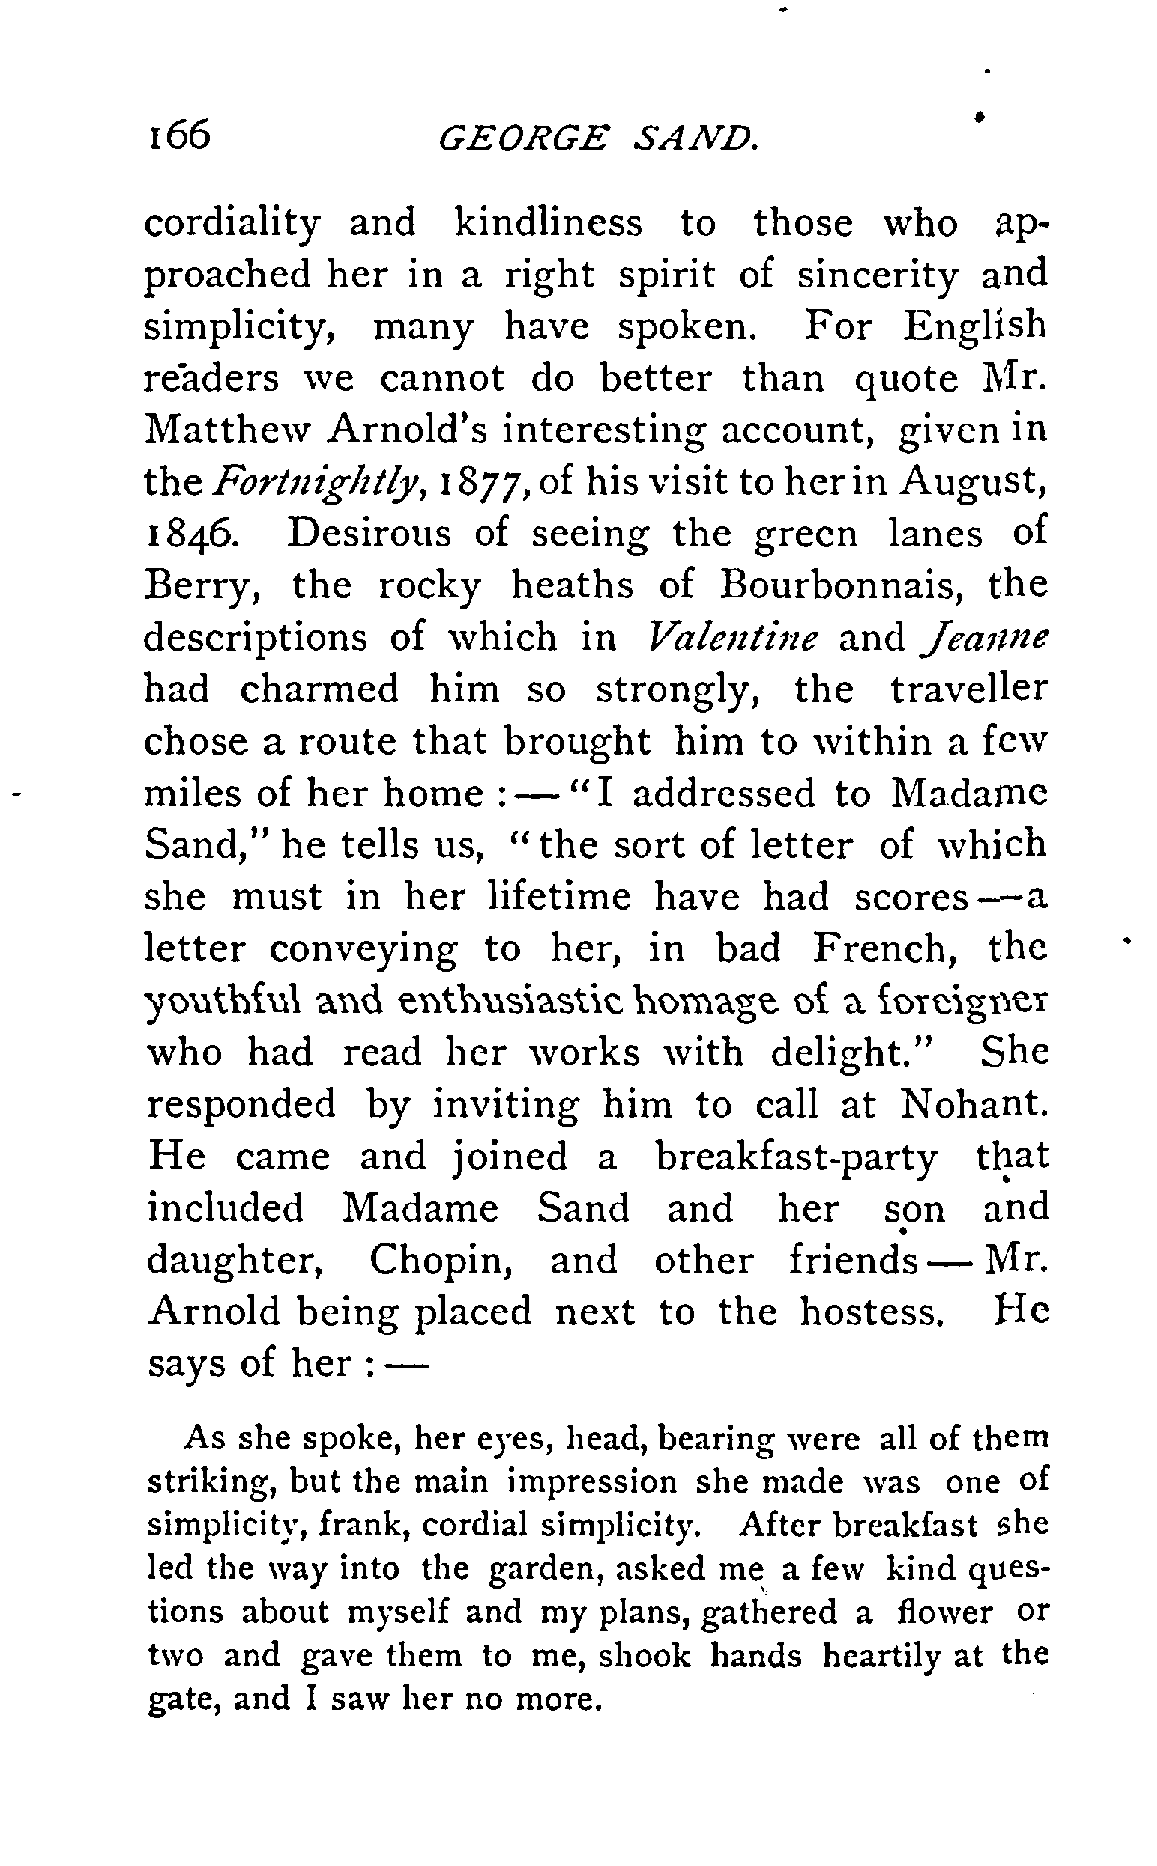 166 GEORGE SAND.
cordiality and kindliness to those who ap-
proached her in a right spirit of sincerity and
simplicity, many have spoken. For English
readers we cannot do better than quote Mr.
Matthew Arnold's interesting account, given in
the Fortnightly, 1877, of his visit to her in August,
1846. Desirous of seeing the green lanes of
Berry, the rocky heaths of Bourbonnais, the
descriptions of which in Valentine and Jeanne
had charmed him so strongly, the traveller
chose a route that brought him to within a few
miles of her home :— "I addressed to Madame
Sand," he tells us, "the sort of letter of which
she must in her lifetime have had scores—a
letter conveying to her, in bad French, the
youthful and enthusiastic homage of a foreigner
who had read her works with delight." She
responded by inviting him to call at Nohant.
He came and joined a breakfast-party that
included Madame Sand and her son and
daughter, Chopin, and other friends— Mr.
Arnold being placed next to the hostess. He
says of her :—
As she spoke, her eyes, head, bearing were all of them
striking, but the main impression she made was one of
simplicity, frank, cordial simplicity. After breakfast she
led the way into the garden, asked me a few kind ques-
tions about myself and my plans, gathered a flower or
two and gave them to me, shook hands heartily at the
gate, and I saw her no more.